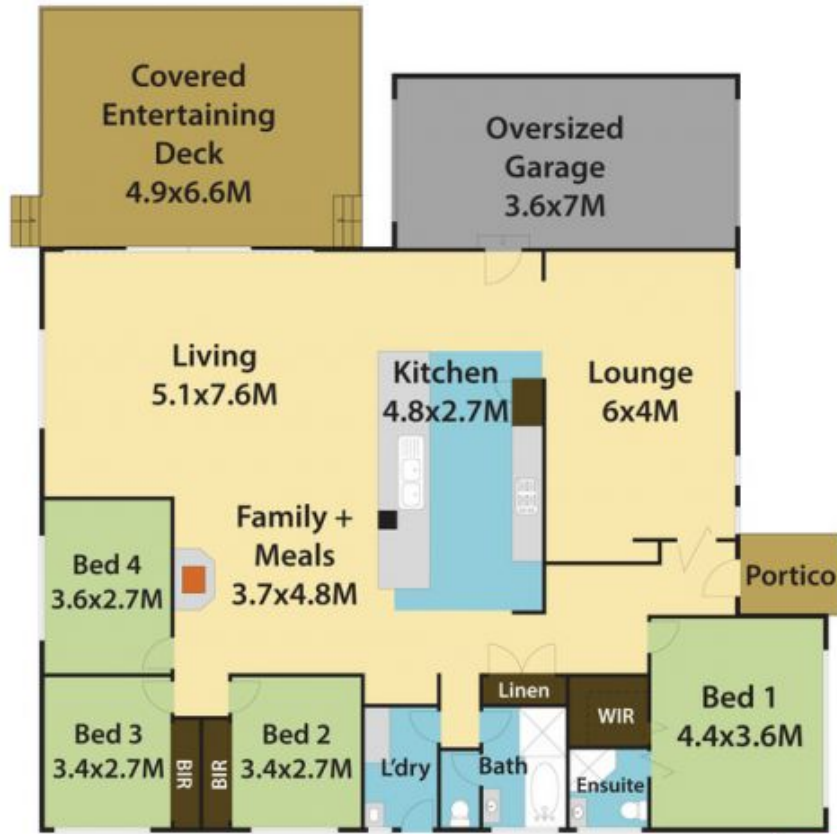 Covered
Entertaining
Deck
4.9x6.6M
Oversized
Garage
3.6x7M
Living
5.1x7.6M
Kitchen
4.8x2.7M
Lounge
6x4M
Family +
Meals
3.7x4.8M
Bed 4
3.6x2.7M
Portico
Bed 3
3.4x2.7M
BIR
BIR
Bed 2
3.4x2.7M
L'dry
Linen
Bath
WIR
Ensuite
Bed 1
4.4x3.6M